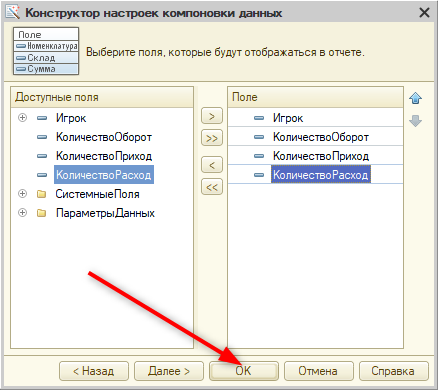 Конструктор настроек компоновки данных
Поле
Номенклатура
Склад
Сумма
Выберите поля, которые будут отображаться в отчете.
Доступные поля
Игрок
КоличествоОборот
КоличествоПриход
КоличествоРасход
СистемныеПоля
ПараметрыДанных
>
>>
<
<<
Поле
Игрок
КоличествоОборот
КоличествоПриход
КоличествоРасход
< Назад
Далее >
OK
Отмена
Справка